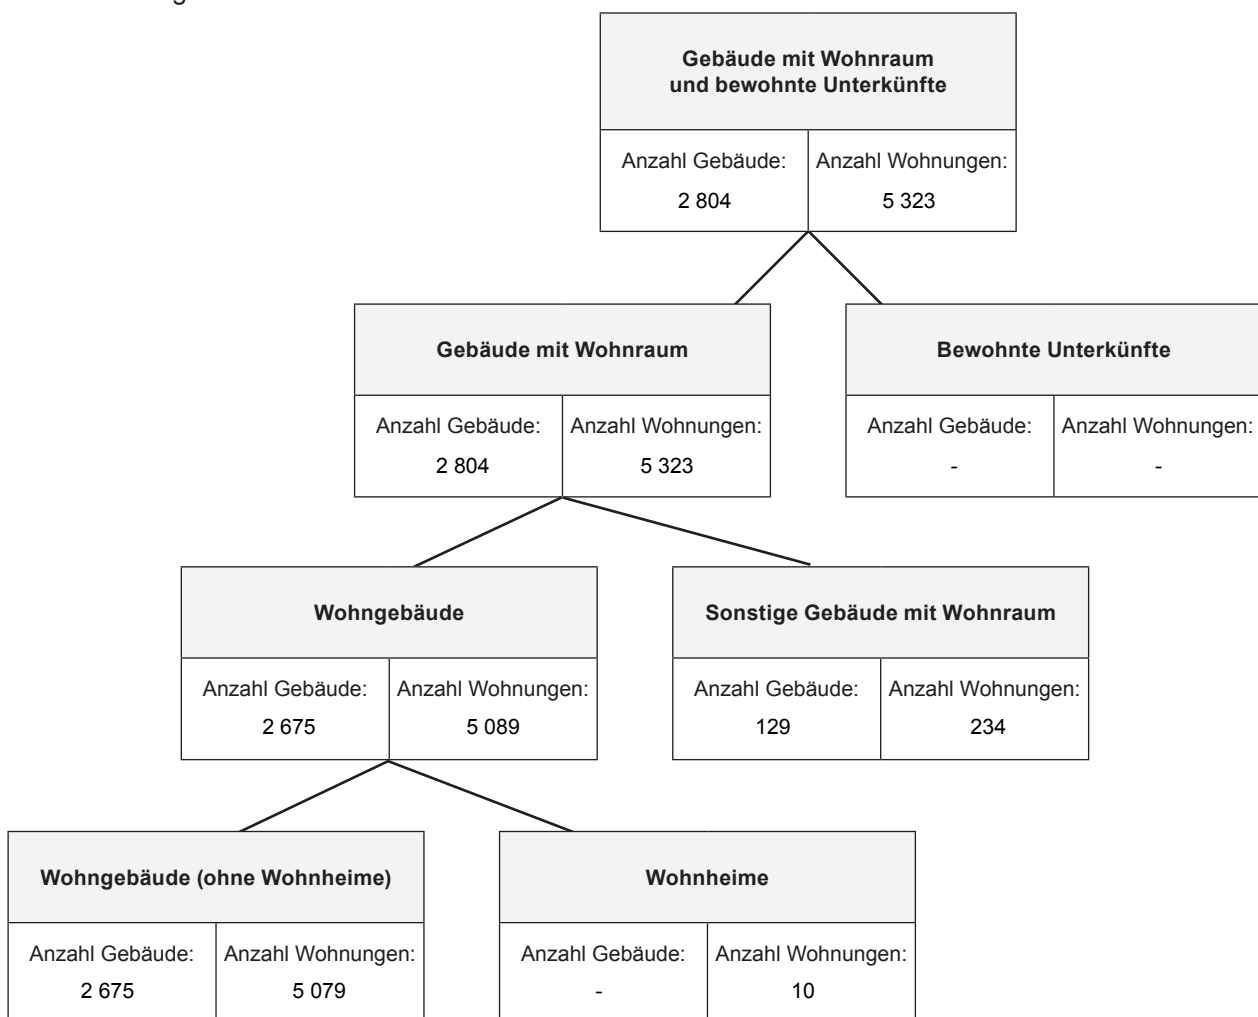 Gebäude mit Wohnraum
und bewohnte Unterkünfte
Anzahl Gebäude: Anzahl Wohnungen:
2 804 5 323
Gebäude mit Wohnraum
Anzahl Gebäude: Anzahl Wohnungen:
2 804 5 323
Bewohnte Unterkünfte
Anzahl Gebäude: Anzahl Wohnungen:
- -
Wohngebäude
Anzahl Gebäude: Anzahl Wohnungen:
2 675 5 089
Sonstige Gebäude mit Wohnraum
Anzahl Gebäude: Anzahl Wohnungen:
129 234
Wohngebäude (ohne Wohnheime)
Anzahl Gebäude: Anzahl Wohnungen:
2 675 5 079
Wohnheime
Anzahl Gebäude: Anzahl Wohnungen:
- 10